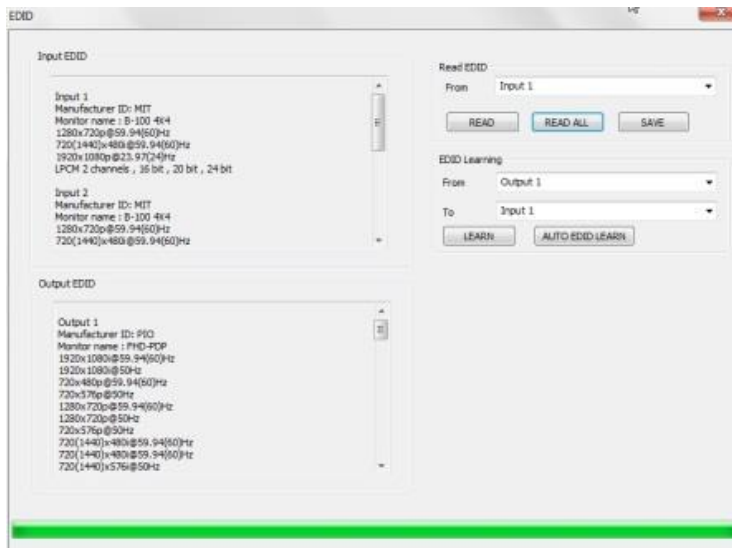 EDID
x
Input EDID
Input 1
Manufacturer ID: MIT
Monitor name : B-100 4X4
1280x720p@59.94(60)Hz
720(1440)x480i@59.94(60)Hz
1920x1080p@23.97(24)Hz
LPCM 2 channels , 16 bit , 20 bit , 24 bit
Input 2
Manufacturer ID: MIT
Monitor name : B-100 4X4
1280x720p@59.94(60)Hz
720(1440)x480i@59.94(60)Hz
Output EDID
Output 1
Manufacturer ID: PIO
Monitor name : FHD-PDP
1920x1080i@59.94(60)Hz
1920x1080i@50Hz
720x480p@59.94(60)Hz
720x576p@50Hz
1280x720p@59.94(60)Hz
1280x720p@50Hz
720x576p@50Hz
720(1440)x480i@59.94(60)Hz
720(1440)x480i@59.94(60)Hz
720(1440)x576i@50Hz
Read EDID
From Input 1
READ READ ALL SAVE
EDID Learning
From Output 1
To Input 1
LEARN AUTO EDID LEARN